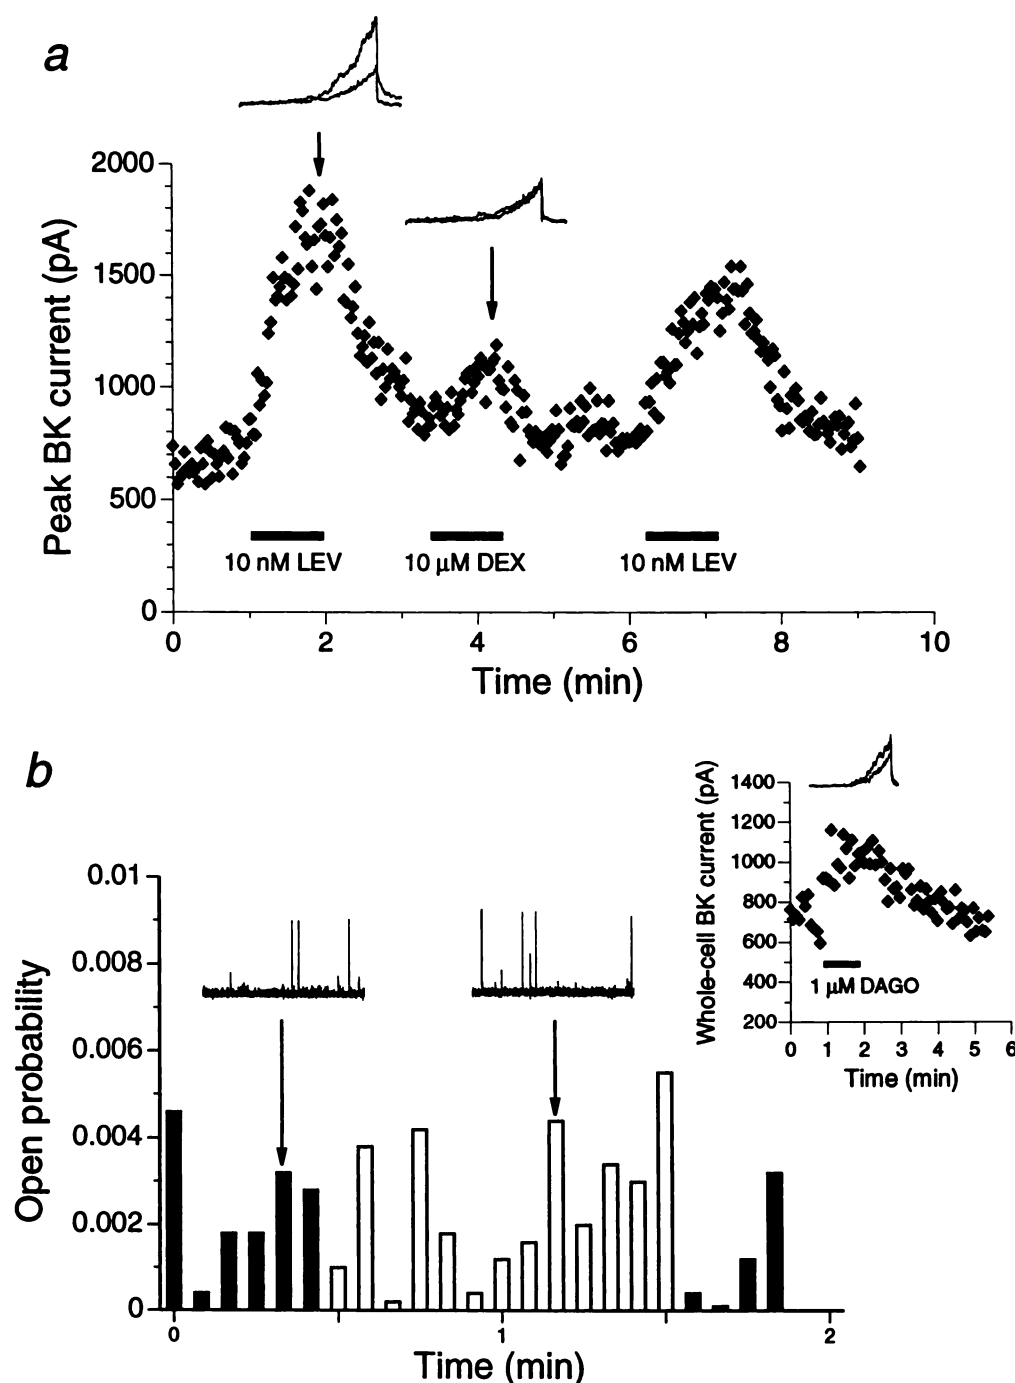 a
Peak BK current (pA)
2000
1500
1000
500
0
10 nM LEV
10 μM DEX
10 nM LEV
0 2 4 6 8 10
Time (min)
b
Open probability
0.01
0.008
0.006
0.004
0.002
0
0 1 2
Time (min)
Whole-cell BK current (pA)
1400
1200
1000
800
600
400
200
1 μM DAGO
0 1 2 3 4 5 6
Time (min)